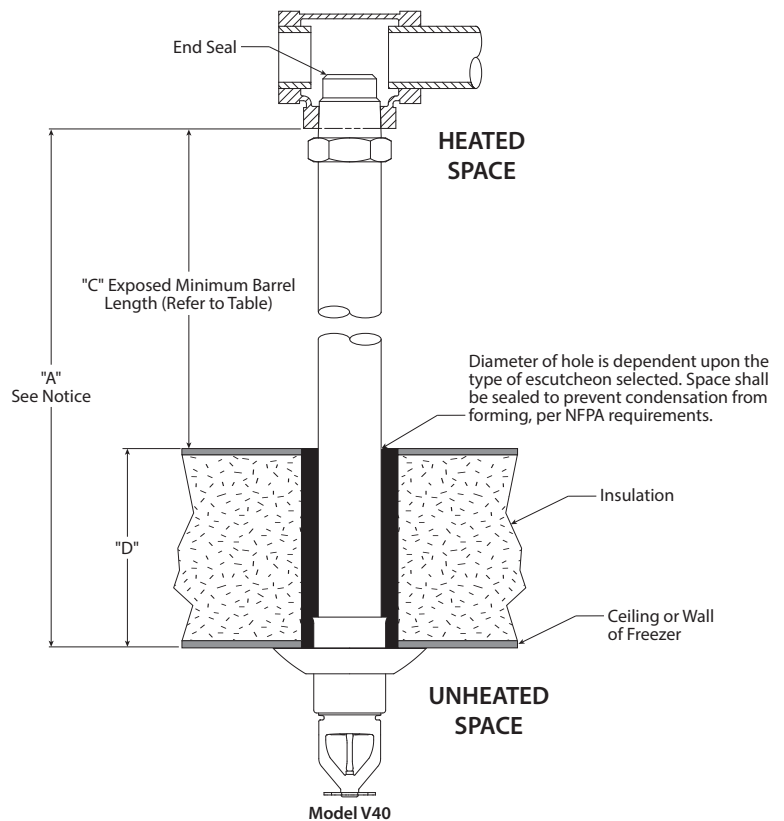 End Seal
HEATED
SPACE
"C" Exposed Minimum Barrel
Length (Refer to Table)
"A"
See Notice
Diameter of hole is dependent upon the
type of escutcheon selected. Space shall
be sealed to prevent condensation from
forming, per NFPA requirements.
Insulation
"D"
Ceiling or Wall
of Freezer
UNHEATED
SPACE
Model V40